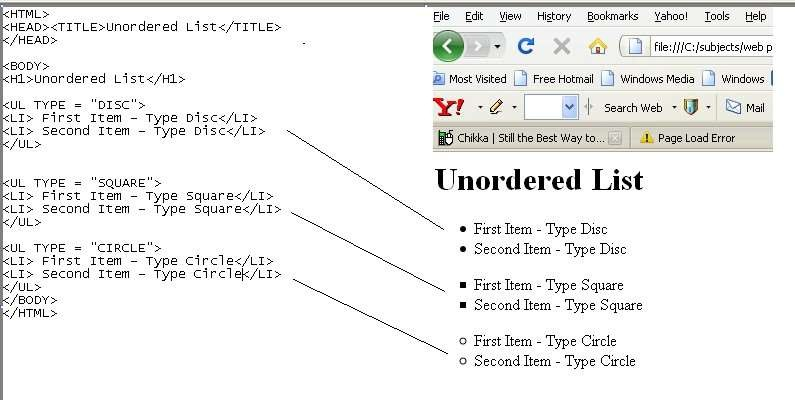 <HTML>
<HEAD><TITLE>Unordered List</TITLE>
</HEAD>
<BODY>
<H1>Unordered List</H1>
<UL TYPE = "DISC">
<LI> First Item - Type Disc</LI>
<LI> Second Item - Type Disc</LI>
</UL>
<UL TYPE = "SQUARE">
<LI> First Item - Type Square</LI>
<LI> Second Item - Type Square</LI>
</UL>
<UL TYPE = "CIRCLE">
<LI> First Item - Type Circle</LI>
<LI> Second Item - Type Circle</LI>
</UL>
</BODY>
</HTML>
File Edit View History Bookmarks Yahoo! Tools Help
file:///C:/subjects/web p
Most Visited Free Hotmail Windows Media Windows
Y! Search Web Mail
Chikka | Still the Best Way to... Page Load Error
Unordered List
First Item - Type Disc
Second Item - Type Disc
First Item - Type Square
Second Item - Type Square
First Item - Type Circle
Second Item - Type Circle